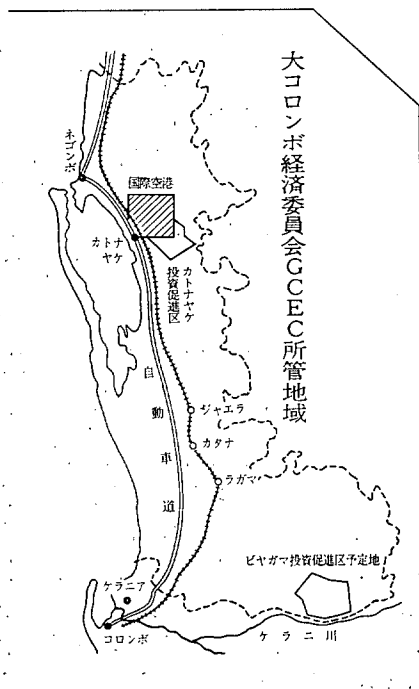 大コロンボ経済委員会GCEC所管地域
ネゴンボ
国際空港
カトナ
ヤケ
カトナヤケ
投資促進区
自動車道
ジャエラ
カタナ
ラガマ
ビヤガマ投資促進区予定地
ケラニア
コロンボ
ケラニ川